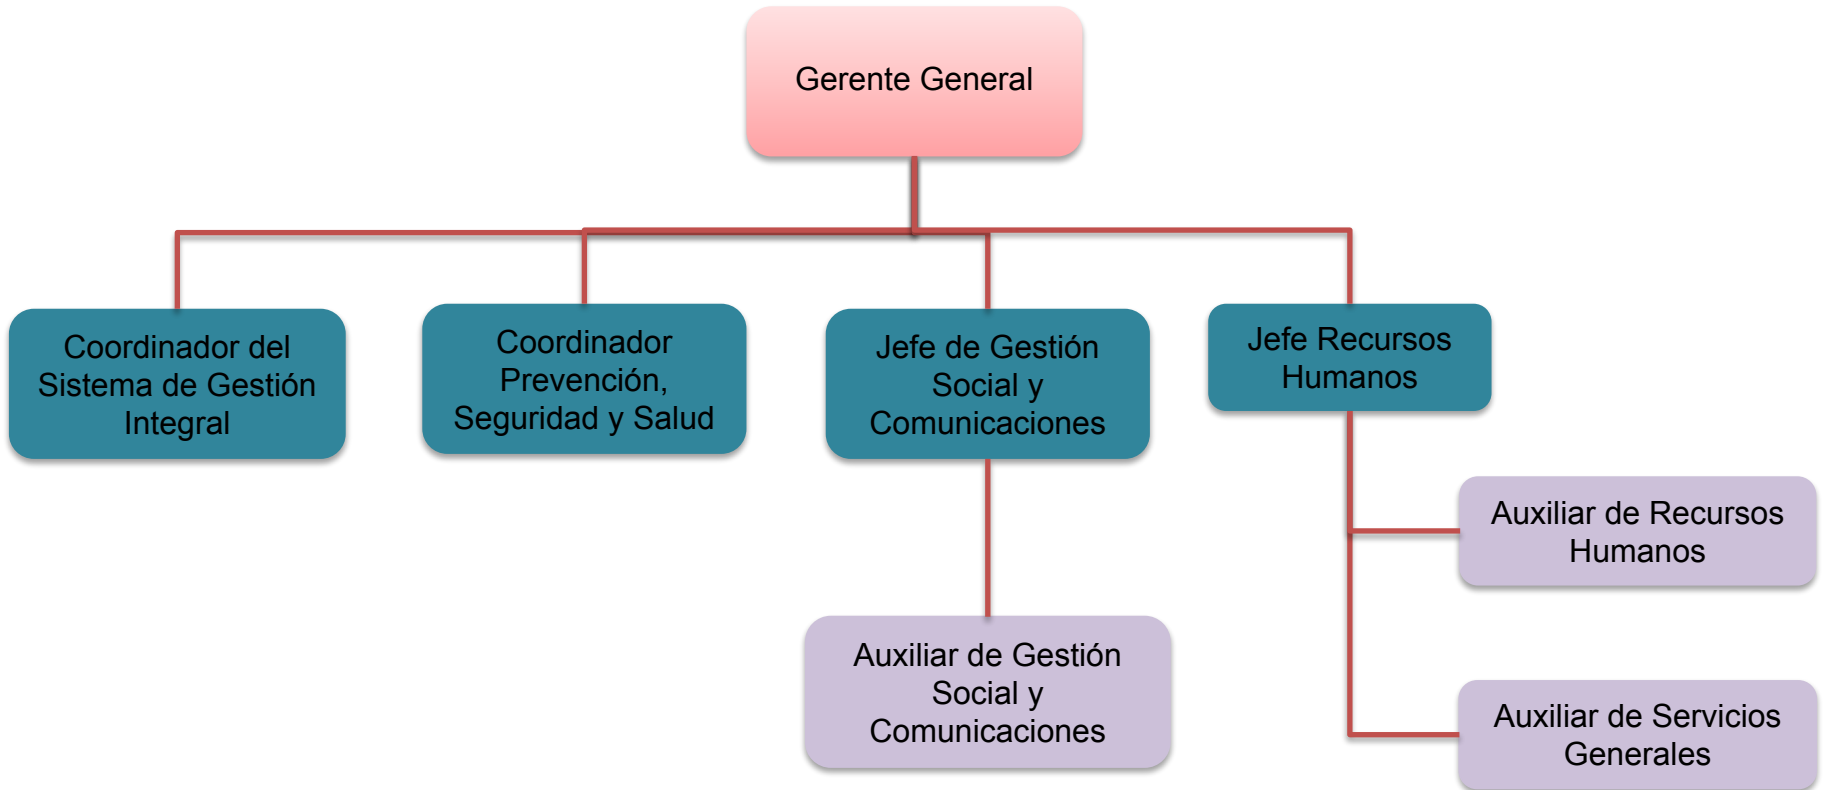 Gerente General
Coordinador del
Sistema de Gestión
Integral
Coordinador
Prevención,
Seguridad y Salud
Jefe de Gestión
Social y
Comunicaciones
Jefe Recursos
Humanos
Auxiliar de Recursos
Humanos
Auxiliar de Gestión
Social y
Comunicaciones
Auxiliar de Servicios
Generales